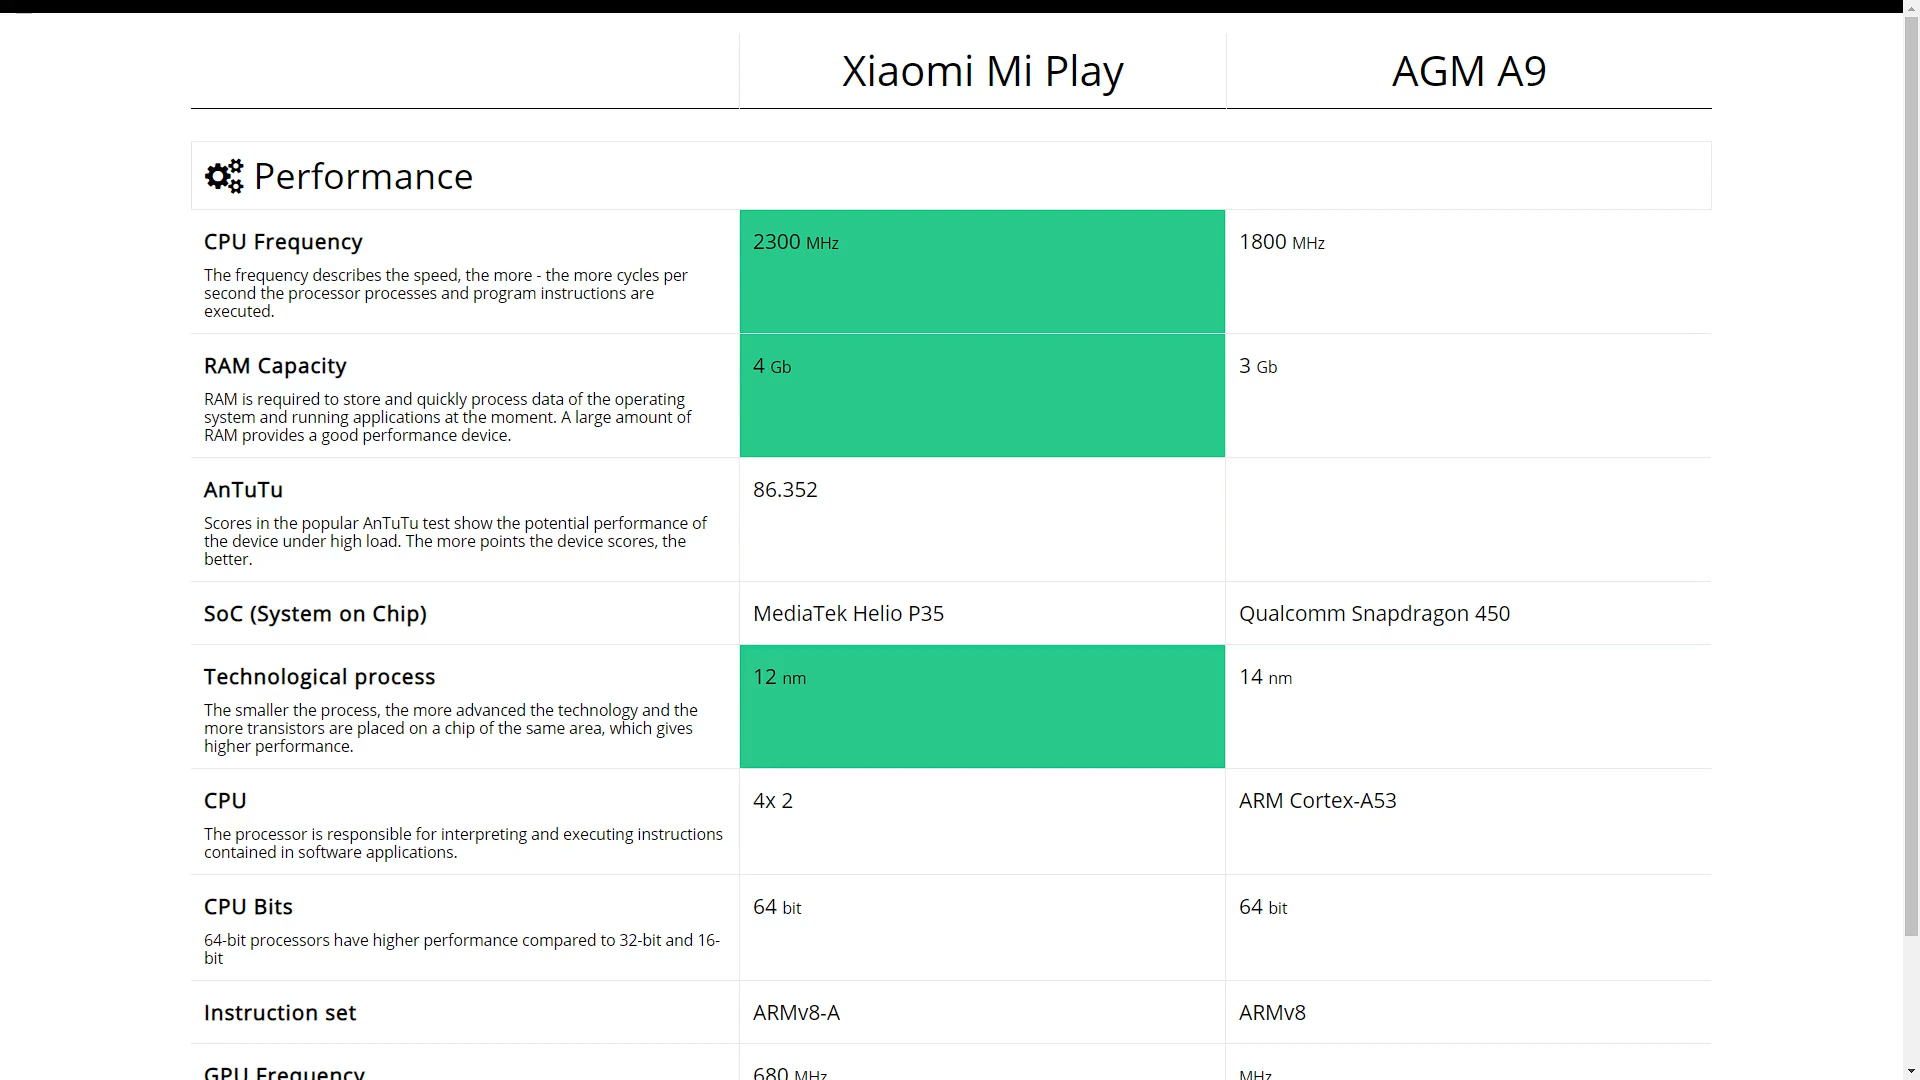 Xiaomi Mi Play AGM A9
Performance
CPU Frequency 2300 MHz 1800 MHz
The frequency describes the speed, the more - the more cycles per
second the processor processes and program instructions are
executed.
RAM Capacity 4 Gb 3 Gb
RAM is required to store and quickly process data of the operating
system and running applications at the moment. A large amount of
RAM provides a good performance device.
AnTuTu 86.352
Scores in the popular AnTuTu test show the potential performance of
the device under high load. The more points the device scores, the
better.
SoC (System on Chip) MediaTek Helio P35 Qualcomm Snapdragon 450
Technological process 12 nm 14 nm
The smaller the process, the more advanced the technology and the
more transistors are placed on a chip of the same area, which gives
higher performance.
CPU 4x 2 ARM Cortex-A53
The processor is responsible for interpreting and executing instructions
contained in software applications.
CPU Bits 64 bit 64 bit
64-bit processors have higher performance compared to 32-bit and 16-
bit
Instruction set ARMv8-A ARMv8
GPU Frequency 680 MHz MHz